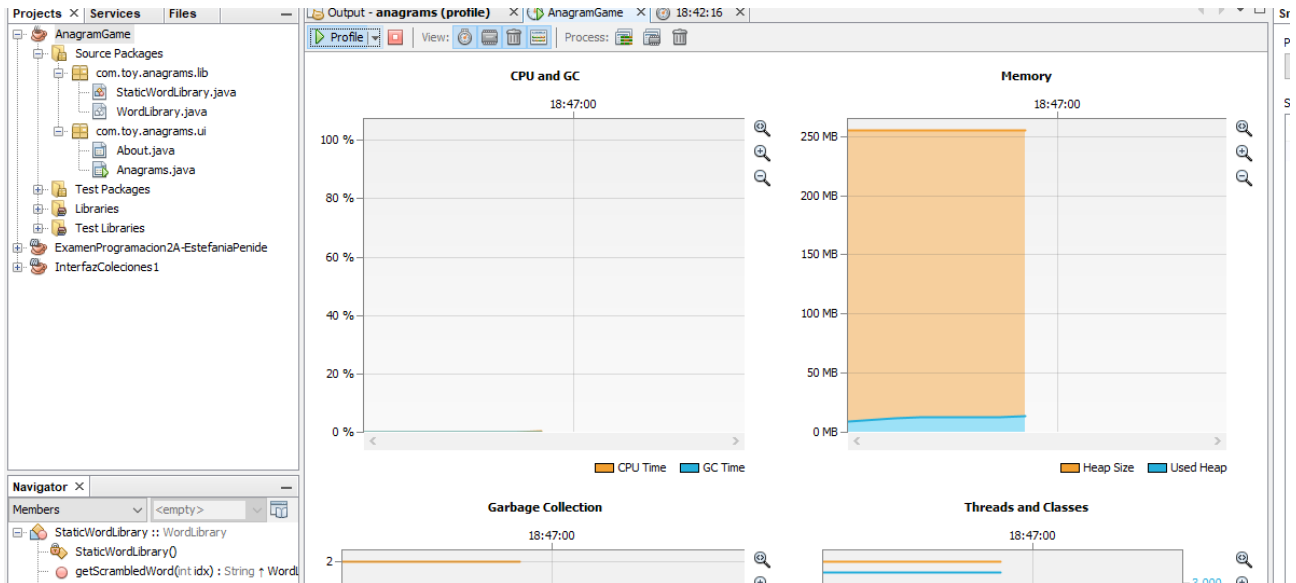 Projects × Services Files
AnagramGame
Source Packages
com.toy.anagrams.lib
StaticWordLibrary.java
WordLibrary.java
com.toy.anagrams.ui
About.java
Anagrams.java
Test Packages
Libraries
Test Libraries
ExamenProgramacion2A-EstefaniaPenide
InterfazColeciones1
Navigator ×
Members <empty>
StaticWordLibrary :: WordLibrary
StaticWordLibrary()
getScrambledWord(int idx) : String ↑ WordL
Output - anagrams (profile) × AnagramGame × 18:42:16 ×
Profile View: Process:
CPU and GC
18:47:00
100 %
80 %
60 %
40 %
20 %
0 %
CPU Time GC Time
Memory
18:47:00
250 MB
200 MB
150 MB
100 MB
50 MB
0 MB
Heap Size Used Heap
Garbage Collection
18:47:00
2
Threads and Classes
18:47:00
3,000
P
S